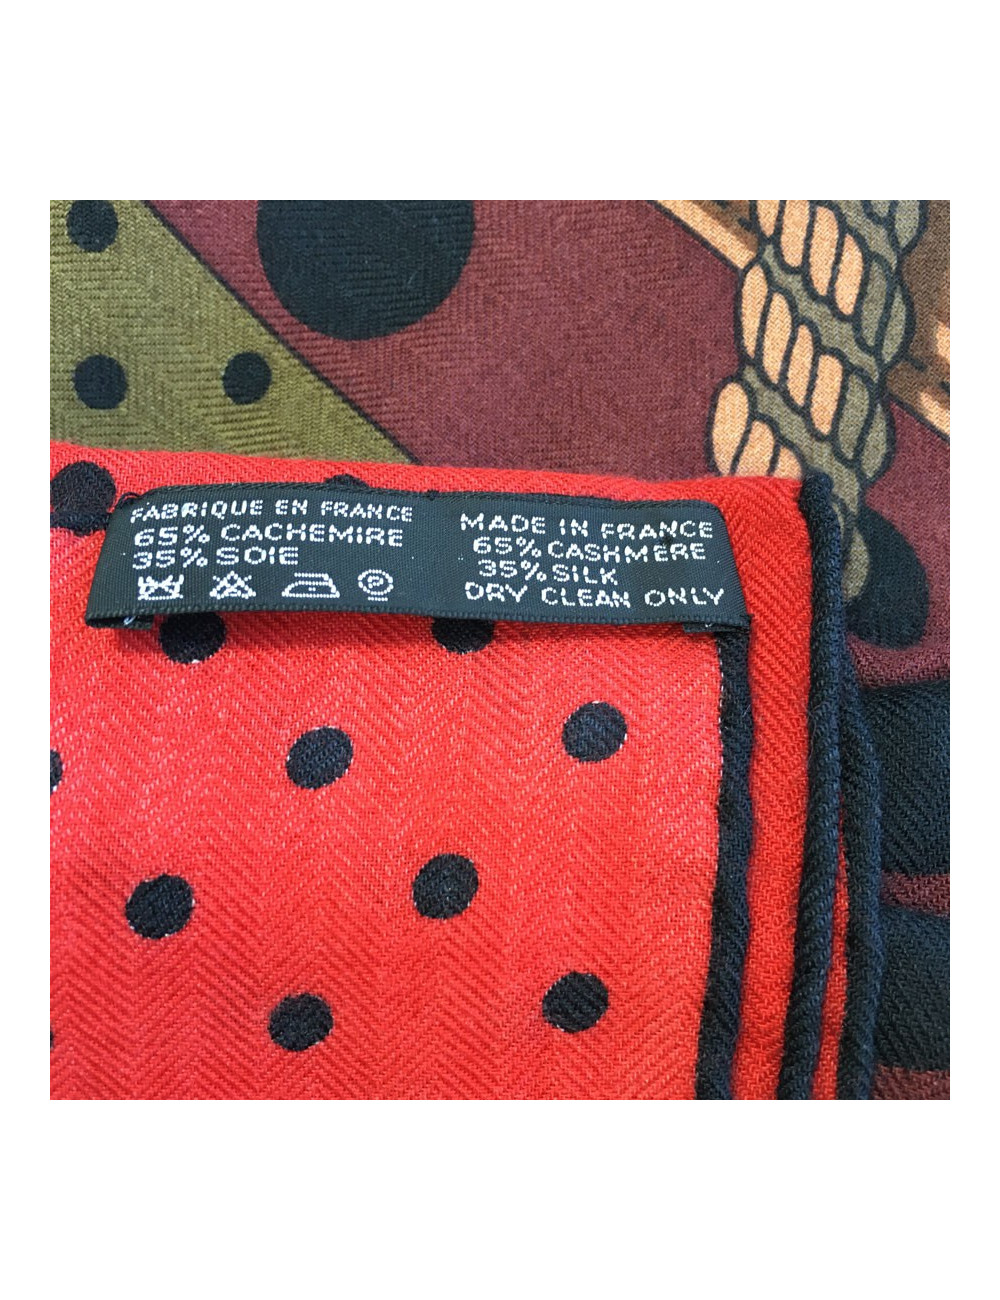 FABRIQUE EN FRANCE
65% CACHEMIRE
35% SOIE
P
MADE IN FRANCE
65% CASHMERE
35% SILK
DRY CLEAN ONLY